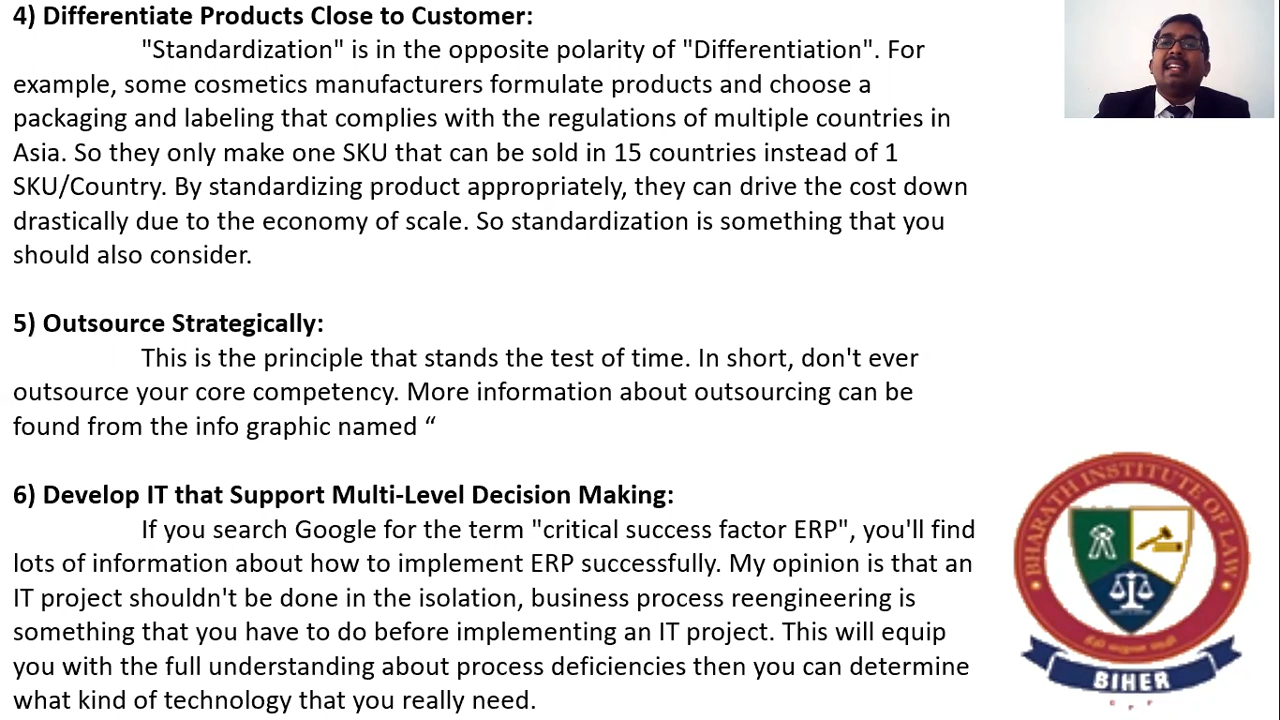 4) Differentiate Products Close to Customer:
"Standardization" is in the opposite polarity of "Differentiation". For
example, some cosmetics manufacturers formulate products and choose a
packaging and labeling that complies with the regulations of multiple countries in
Asia. So they only make one SKU that can be sold in 15 countries instead of 1
SKU/Country. By standardizing product appropriately, they can drive the cost down
drastically due to the economy of scale. So standardization is something that you
should also consider.
5) Outsource Strategically:
This is the principle that stands the test of time. In short, don't ever
outsource your core competency. More information about outsourcing can be
found from the info graphic named “
6) Develop IT that Support Multi-Level Decision Making:
If you search Google for the term "critical success factor ERP", you'll find
lots of information about how to implement ERP successfully. My opinion is that an
IT project shouldn't be done in the isolation, business process reengineering is
something that you have to do before implementing an IT project. This will equip
you with the full understanding about process deficiencies then you can determine
what kind of technology that you really need.
BHARATH INSTITUTE OF LAW
BIHER